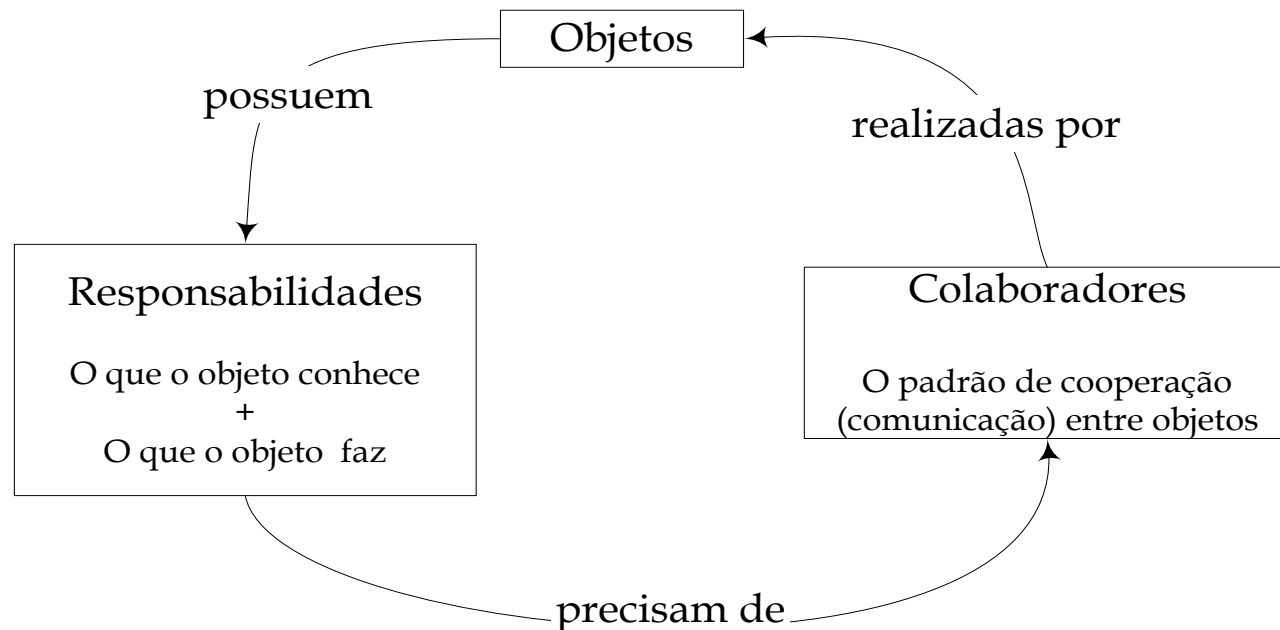 Objetos
possuem
realizadas por
Responsabilidades
O que o objeto conhece
+
O que o objeto faz
Colaboradores
O padrão de cooperação
(comunicação) entre objetos
precisam de